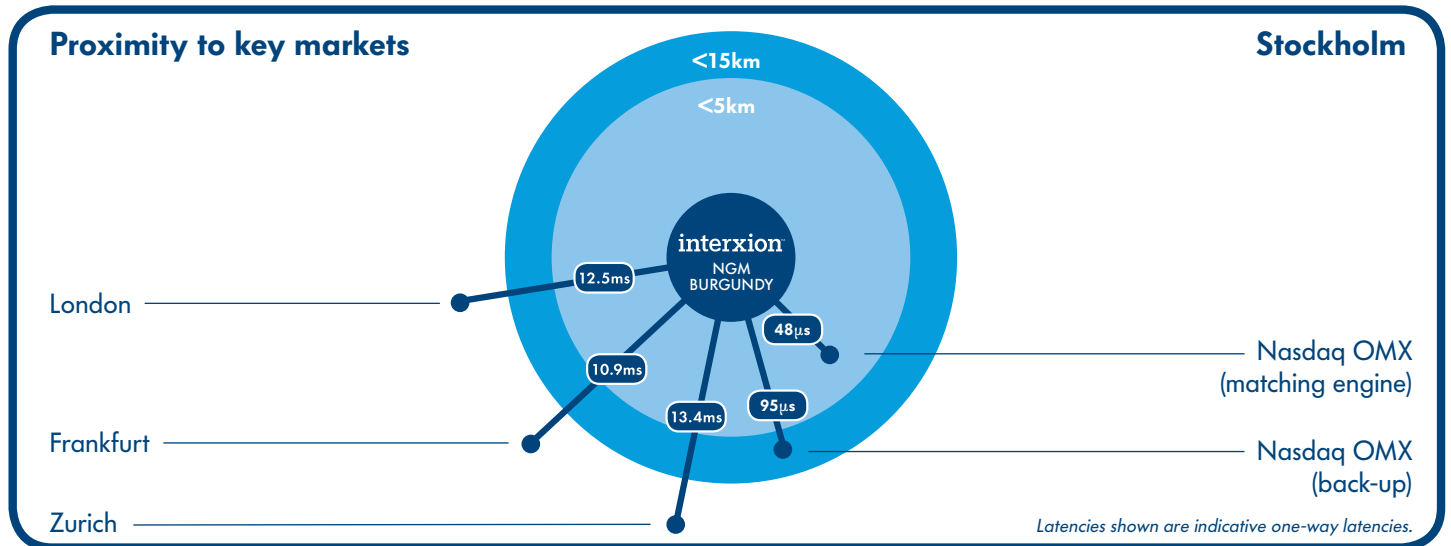 Proximity to key markets
Stockholm
<15km
<5km
interxion™
NGM
BURGUNDY
12.5ms
48µs
10.9ms
95µs
13.4ms
London
Frankfurt
Zurich
Nasdaq OMX
(matching engine)
Nasdaq OMX
(back-up)
Latencies shown are indicative one-way latencies.